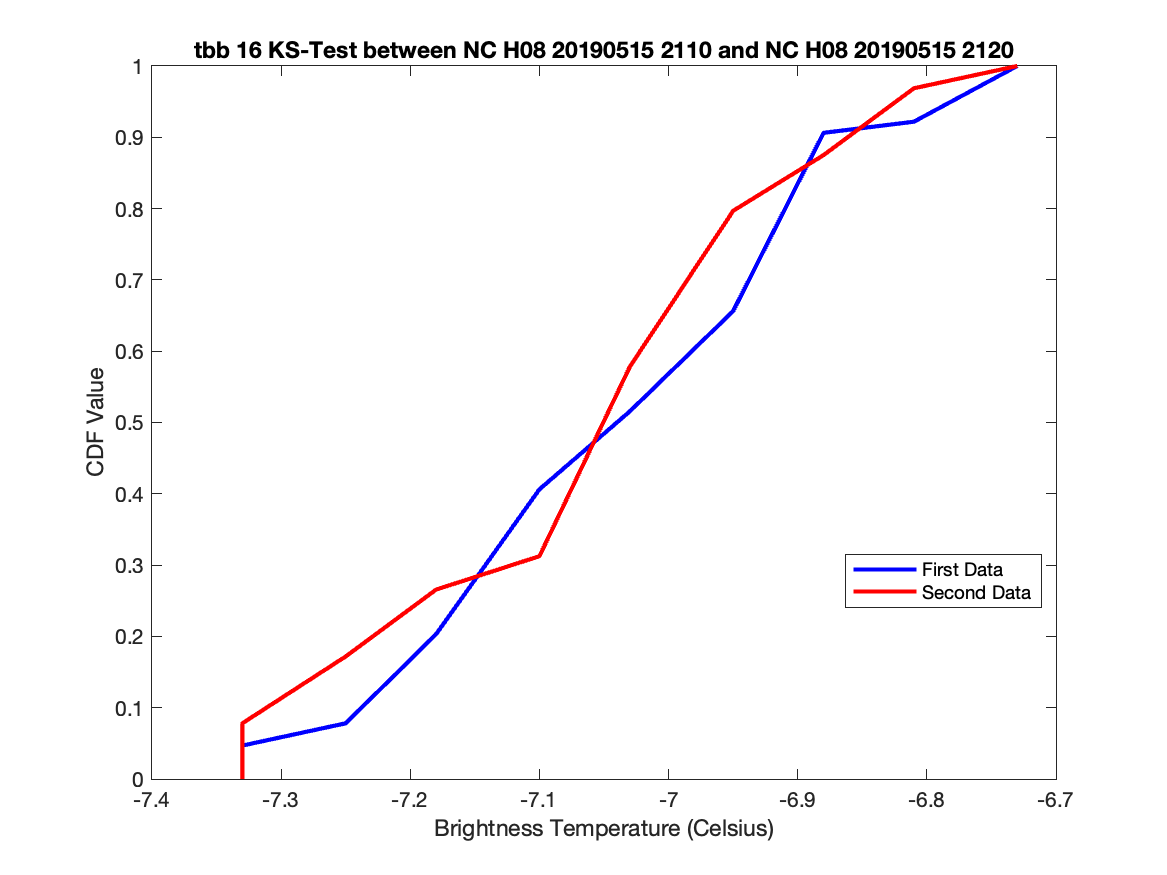 tbb 16 KS-Test between NC H08 20190515 2110 and NC H08 20190515 2120
1
0.9
0.8
0.7
0.6
0.5
0.4
0.3
0.2
0.1
0
CDF Value
First Data
Second Data
-7.4 -7.3 -7.2 -7.1 -7 -6.9 -6.8 -6.7
Brightness Temperature (Celsius)